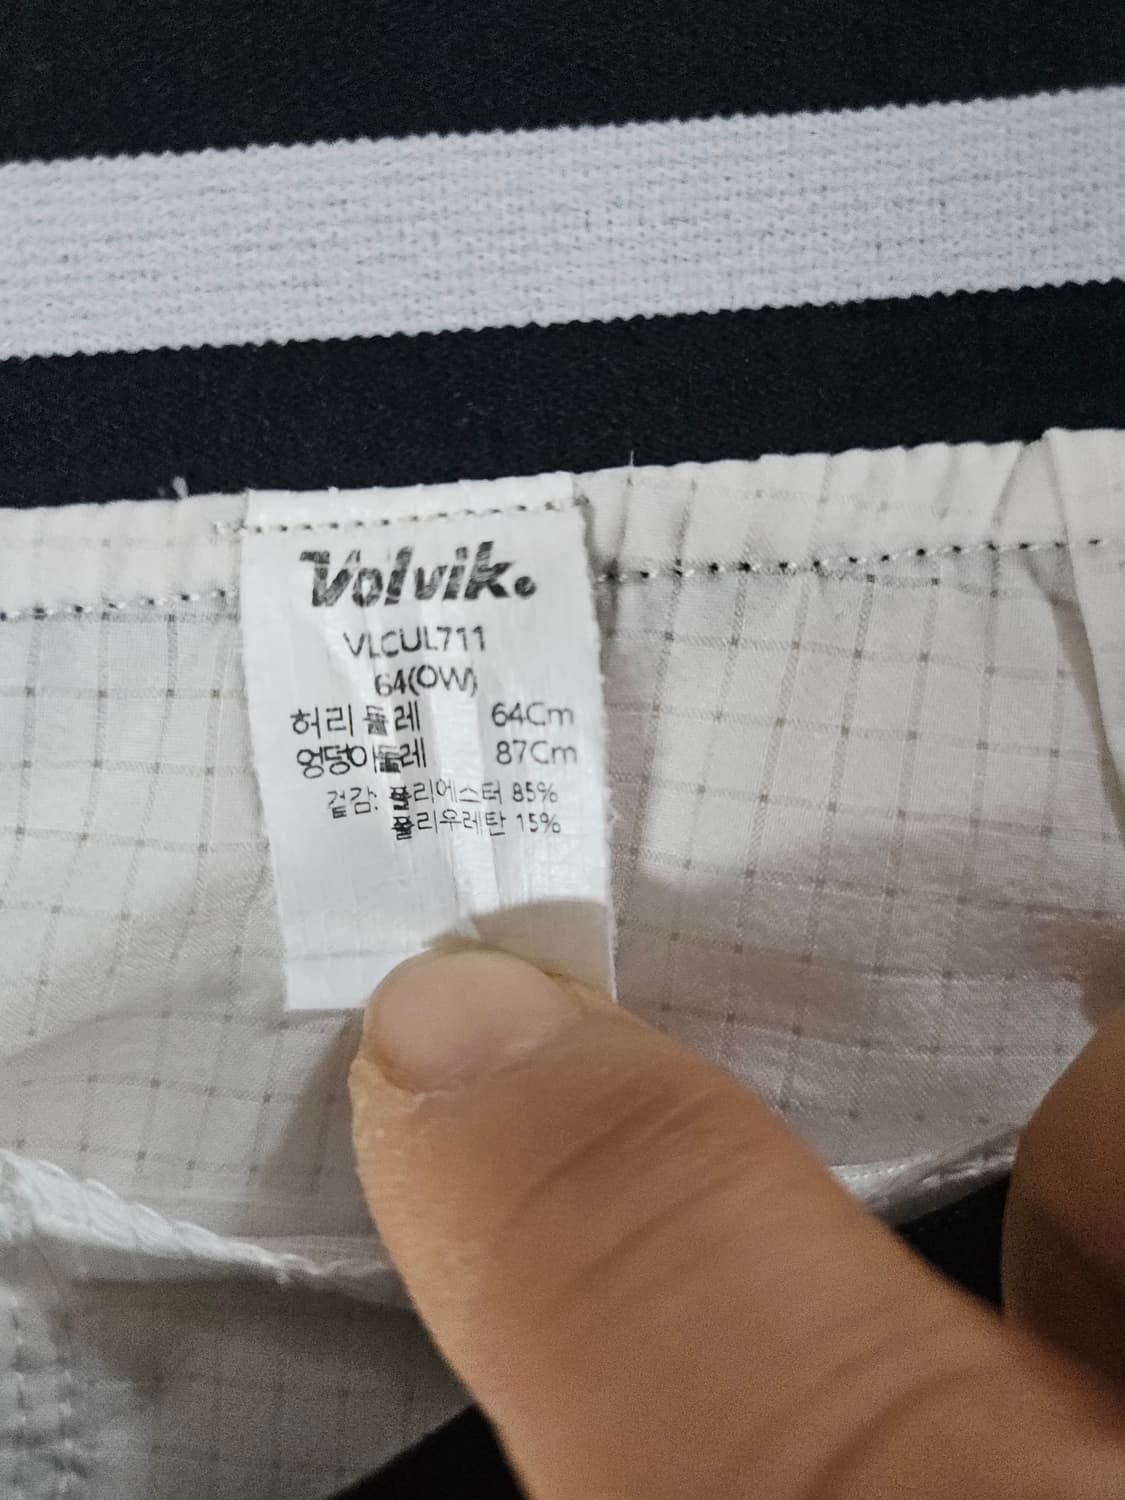 Volvik.
VLCUL711
64(OW)
허리둘레 64Cm
엉덩이둘레 87Cm
겉감: 폴리에스터 85%
폴리우레탄 15%